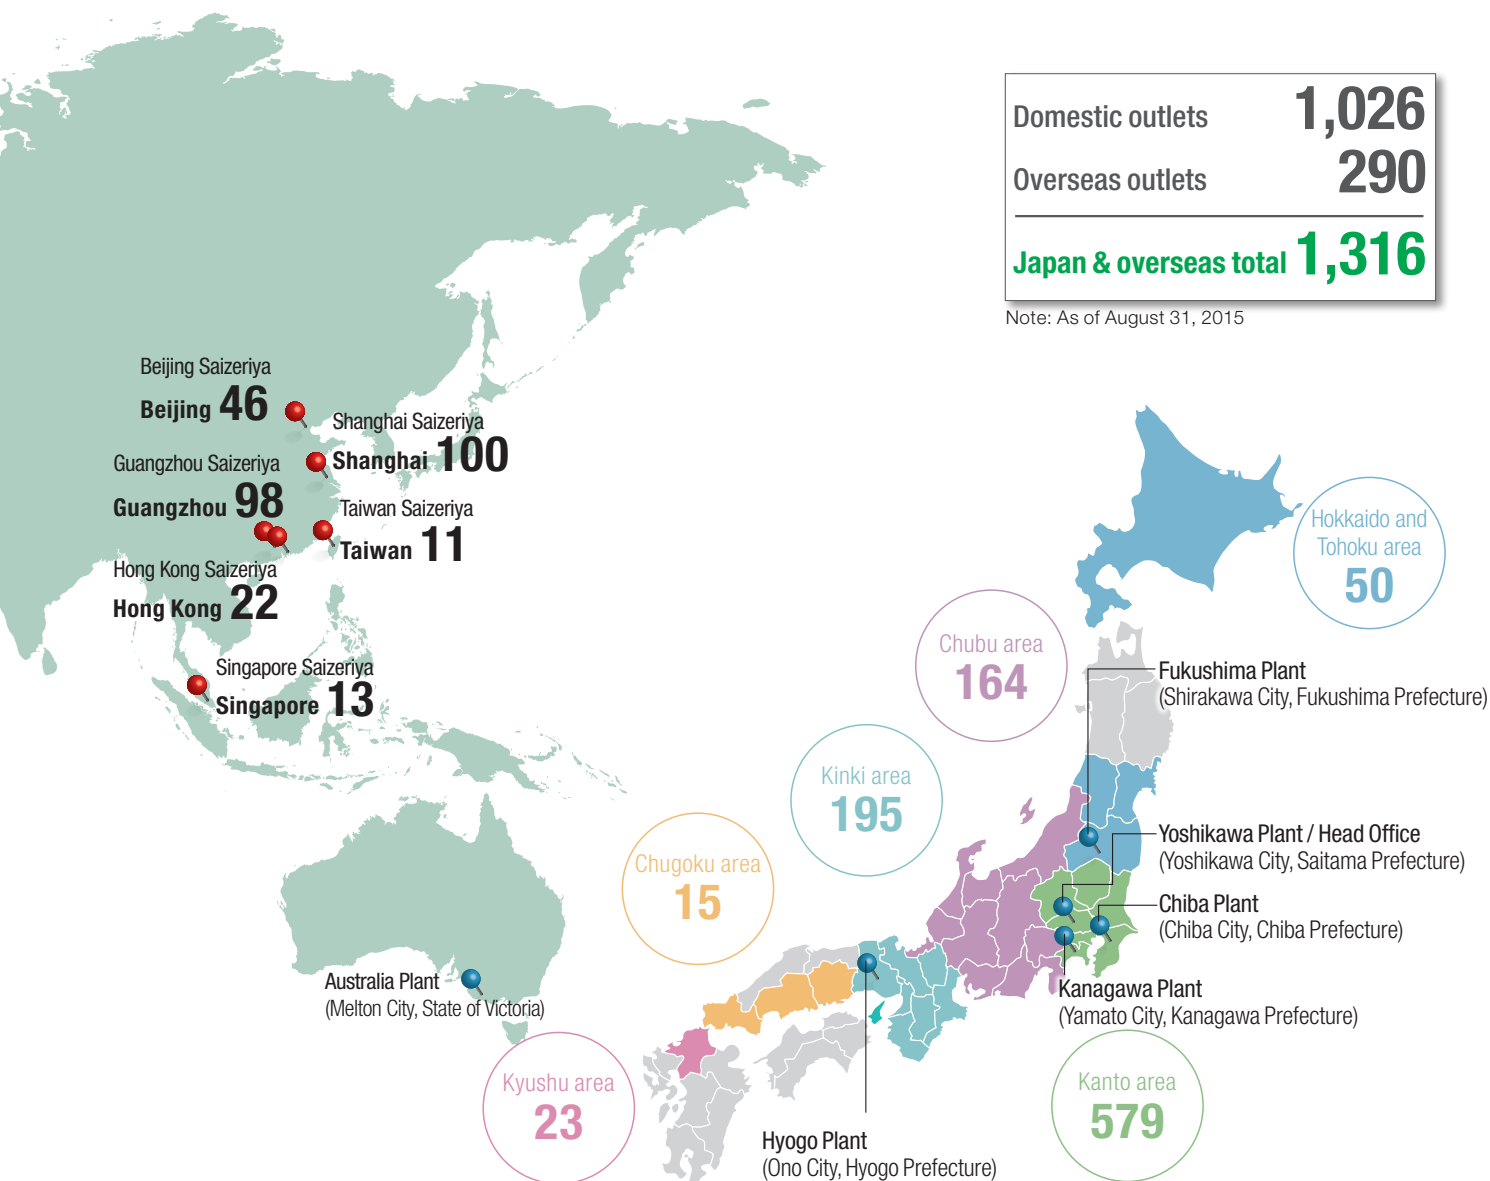 Domestic outlets 1,026
Overseas outlets 290
Japan & overseas total 1,316
Note: As of August 31, 2015
Beijing Saizeriya
Beijing 46
Shanghai Saizeriya
Shanghai 100
Guangzhou Saizeriya
Guangzhou 98
Taiwan Saizeriya
Taiwan 11
Hong Kong Saizeriya
Hong Kong 22
Singapore Saizeriya
Singapore 13
Australia Plant
(Melton City, State of Victoria)
Hokkaido and
Tohoku area
50
Chubu area
164
Kinki area
195
Chugoku area
15
Kyushu area
23
Kanto area
579
Fukushima Plant
(Shirakawa City, Fukushima Prefecture)
Yoshikawa Plant / Head Office
(Yoshikawa City, Saitama Prefecture)
Chiba Plant
(Chiba City, Chiba Prefecture)
Kanagawa Plant
(Yamato City, Kanagawa Prefecture)
Hyogo Plant
(Ono City, Hyogo Prefecture)